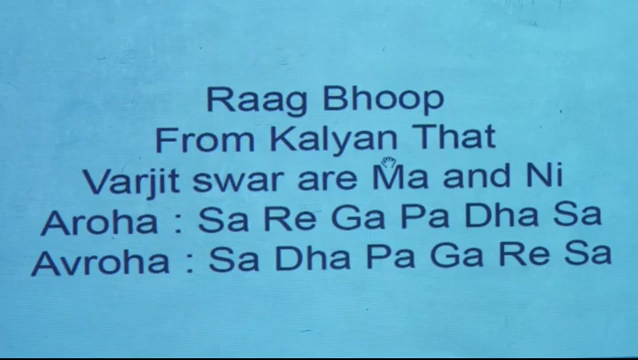 Raag Bhoop
From Kalyan That
Varjit swar are Ma and Ni
Aroha : Sa Re Ga Pa Dha Sa
Avroha : Sa Dha Pa Ga Re Sa